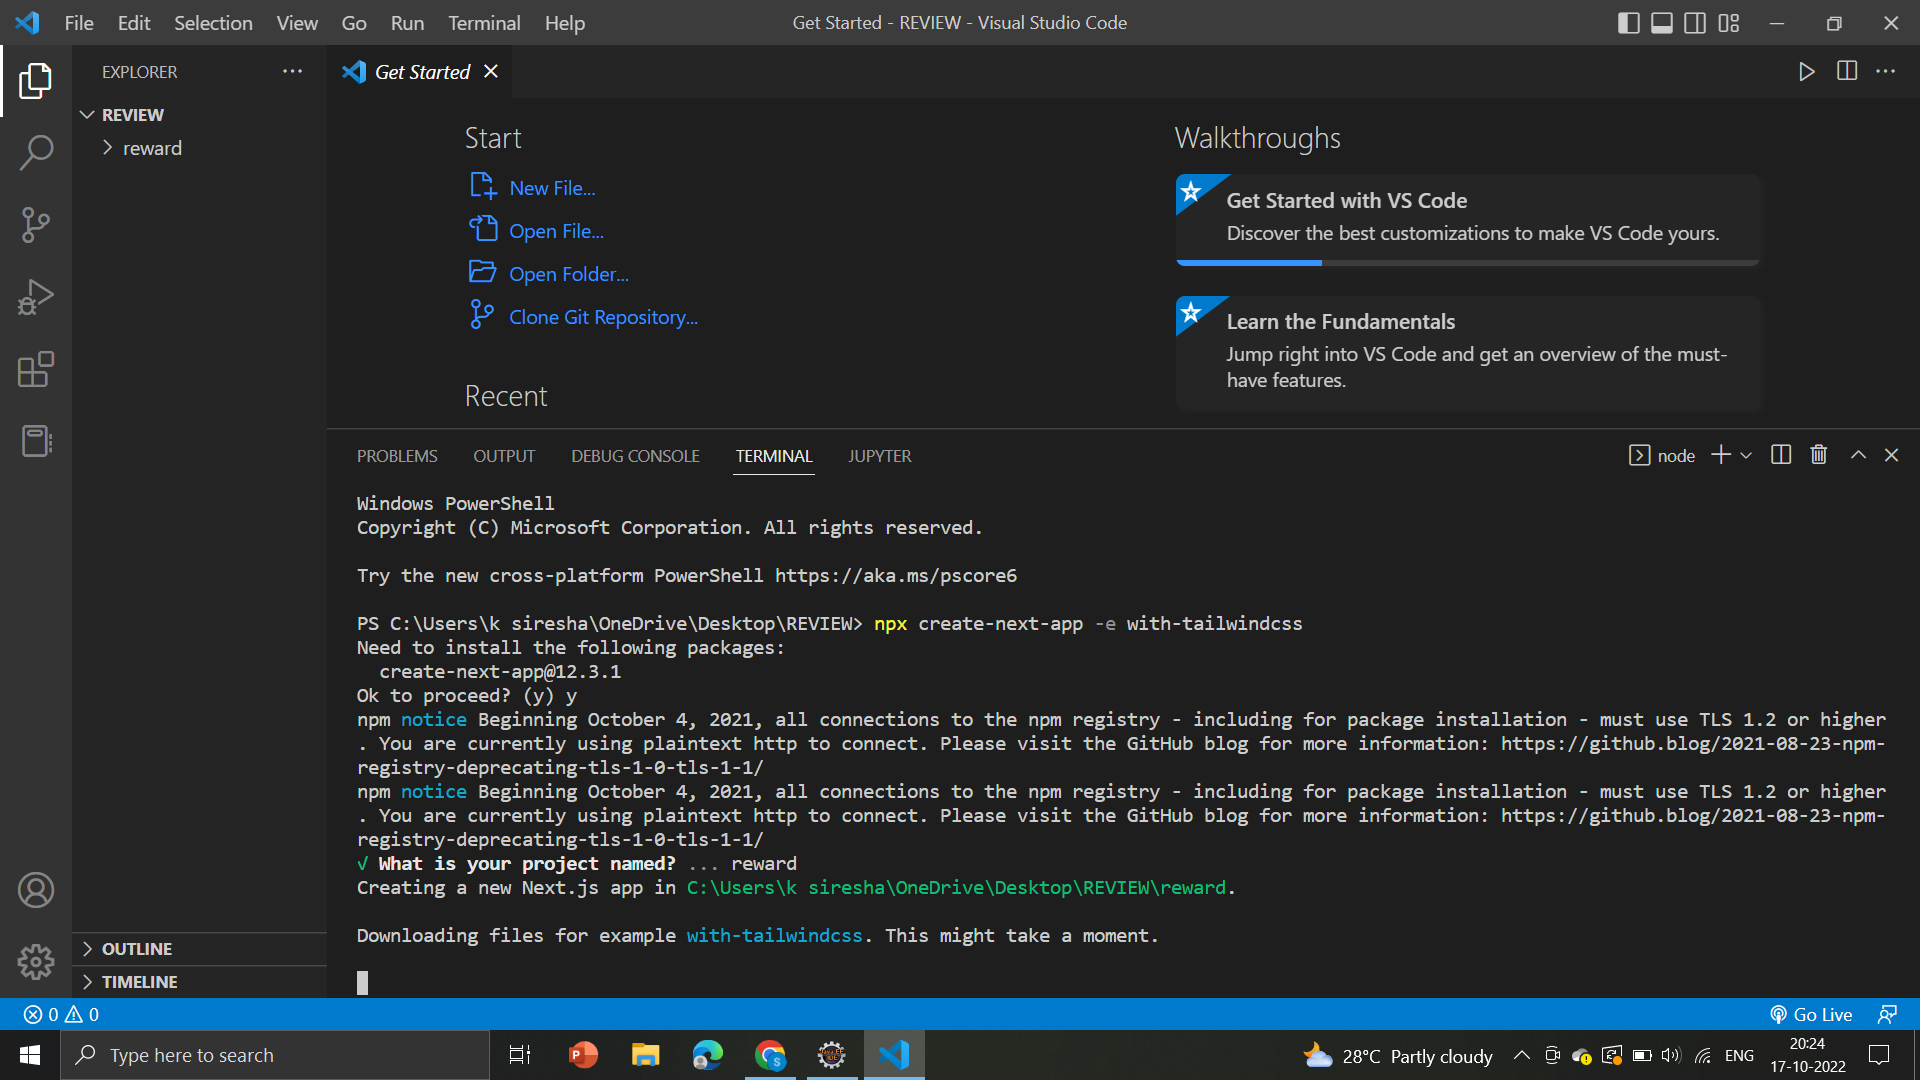 File Edit Selection View Go Run Terminal Help
Get Started - REVIEW - Visual Studio Code
EXPLORER
REVIEW
reward
OUTLINE
TIMELINE
Get Started
Start
New File...
Open File...
Open Folder...
Clone Git Repository...
Recent
Walkthroughs
Get Started with VS Code
Discover the best customizations to make VS Code yours.
Learn the Fundamentals
Jump right into VS Code and get an overview of the must-
have features.
PROBLEMS OUTPUT DEBUG CONSOLE TERMINAL JUPYTER
node
Windows PowerShell
Copyright (C) Microsoft Corporation. All rights reserved.
Try the new cross-platform PowerShell https://aka.ms/pscore6
PS C:\Users\k siresha\OneDrive\Desktop\REVIEW> npx create-next-app -e with-tailwindcss
Need to install the following packages:
create-next-app@12.3.1
Ok to proceed? (y) y
npm notice Beginning October 4, 2021, all connections to the npm registry - including for package installation - must use TLS 1.2 or higher
. You are currently using plaintext http to connect. Please visit the GitHub blog for more information: https://github.blog/2021-08-23-npm-
registry-deprecating-tls-1-0-tls-1-1/
npm notice Beginning October 4, 2021, all connections to the npm registry - including for package installation - must use TLS 1.2 or higher
. You are currently using plaintext http to connect. Please visit the GitHub blog for more information: https://github.blog/2021-08-23-npm-
registry-deprecating-tls-1-0-tls-1-1/
√ What is your project named? ... reward
Creating a new Next.js app in C:\Users\k siresha\OneDrive\Desktop\REVIEW\reward.
Downloading files for example with-tailwindcss. This might take a moment.
0 0
Go Live
Type here to search
28°C Partly cloudy
ENG
20:24
17-10-2022